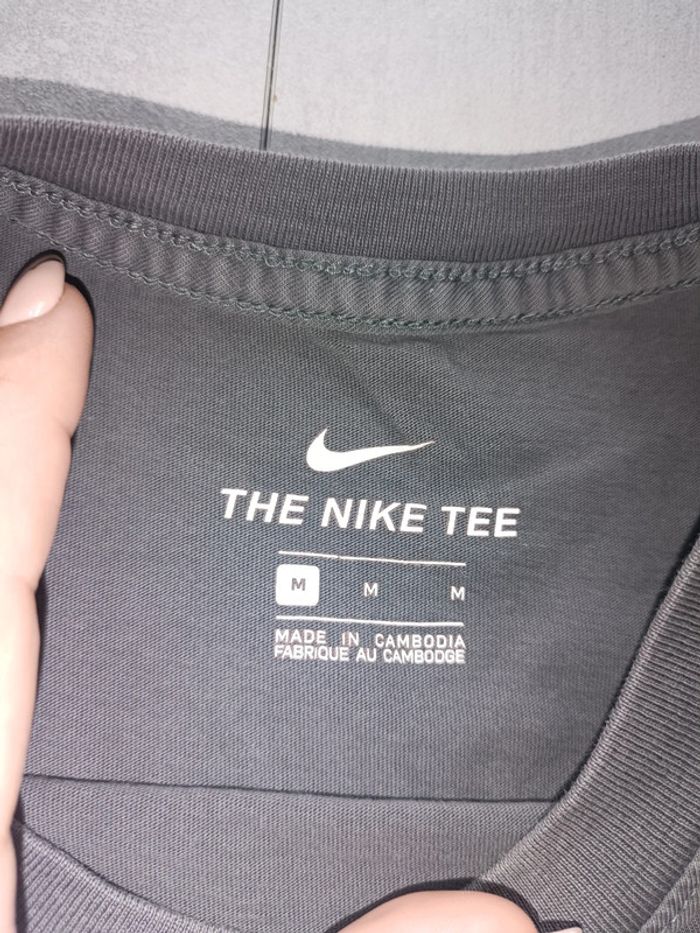 THE NIKE TEE
M M M
MADE IN CAMBODIA
FABRIQUE AU CAMBODGE